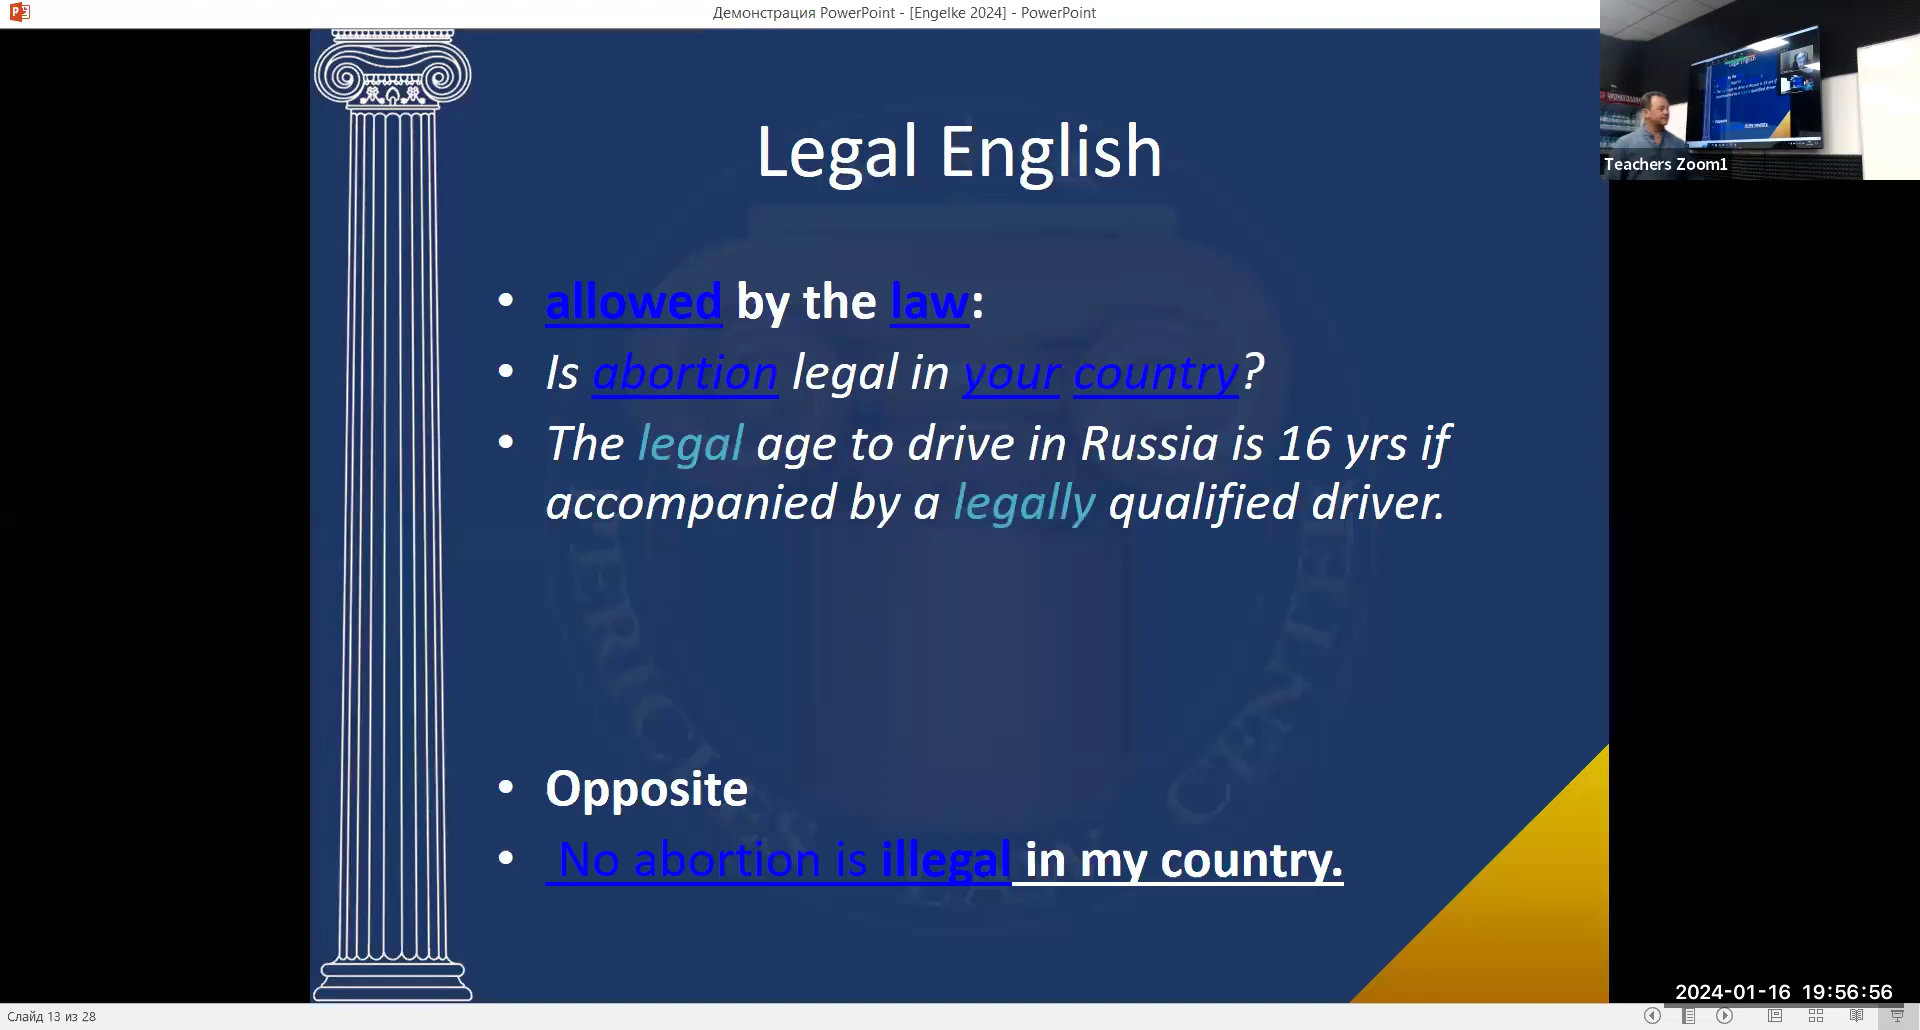 Демонстрация PowerPoint - [Engelke 2024] - PowerPoint
Legal English
Teachers Zoom1
• allowed by the law:
• Is abortion legal in your country?
• The legal age to drive in Russia is 16 yrs if
accompanied by a legally qualified driver.
• Opposite
• No abortion is illegal in my country.
2024-01-16 19:56:56
Слайд 13 из 28